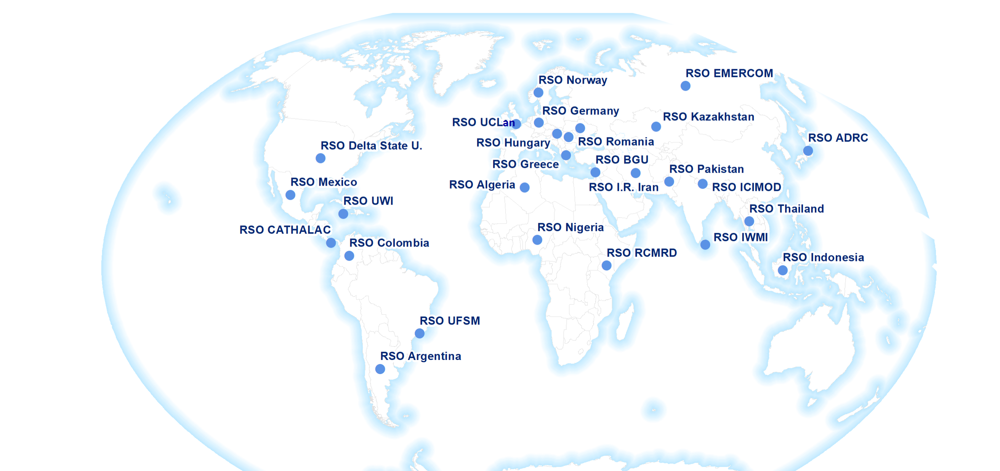 RSO EMERCOM
RSO Norway
RSO Germany
RSO Kazakhstan
RSO UCLan
RSO ADRC
RSO Hungary
RSO Romania
RSO Delta State U.
RSO BGU
RSO Greece
RSO Pakistan
RSO Mexico
RSO Algeria
RSO I.R. Iran
RSO ICIMOD
RSO UWI
RSO Thailand
RSO CATHALAC
RSO Nigeria
RSO IWMI
RSO Colombia
RSO RCMRD
RSO Indonesia
RSO UFSM
RSO Argentina